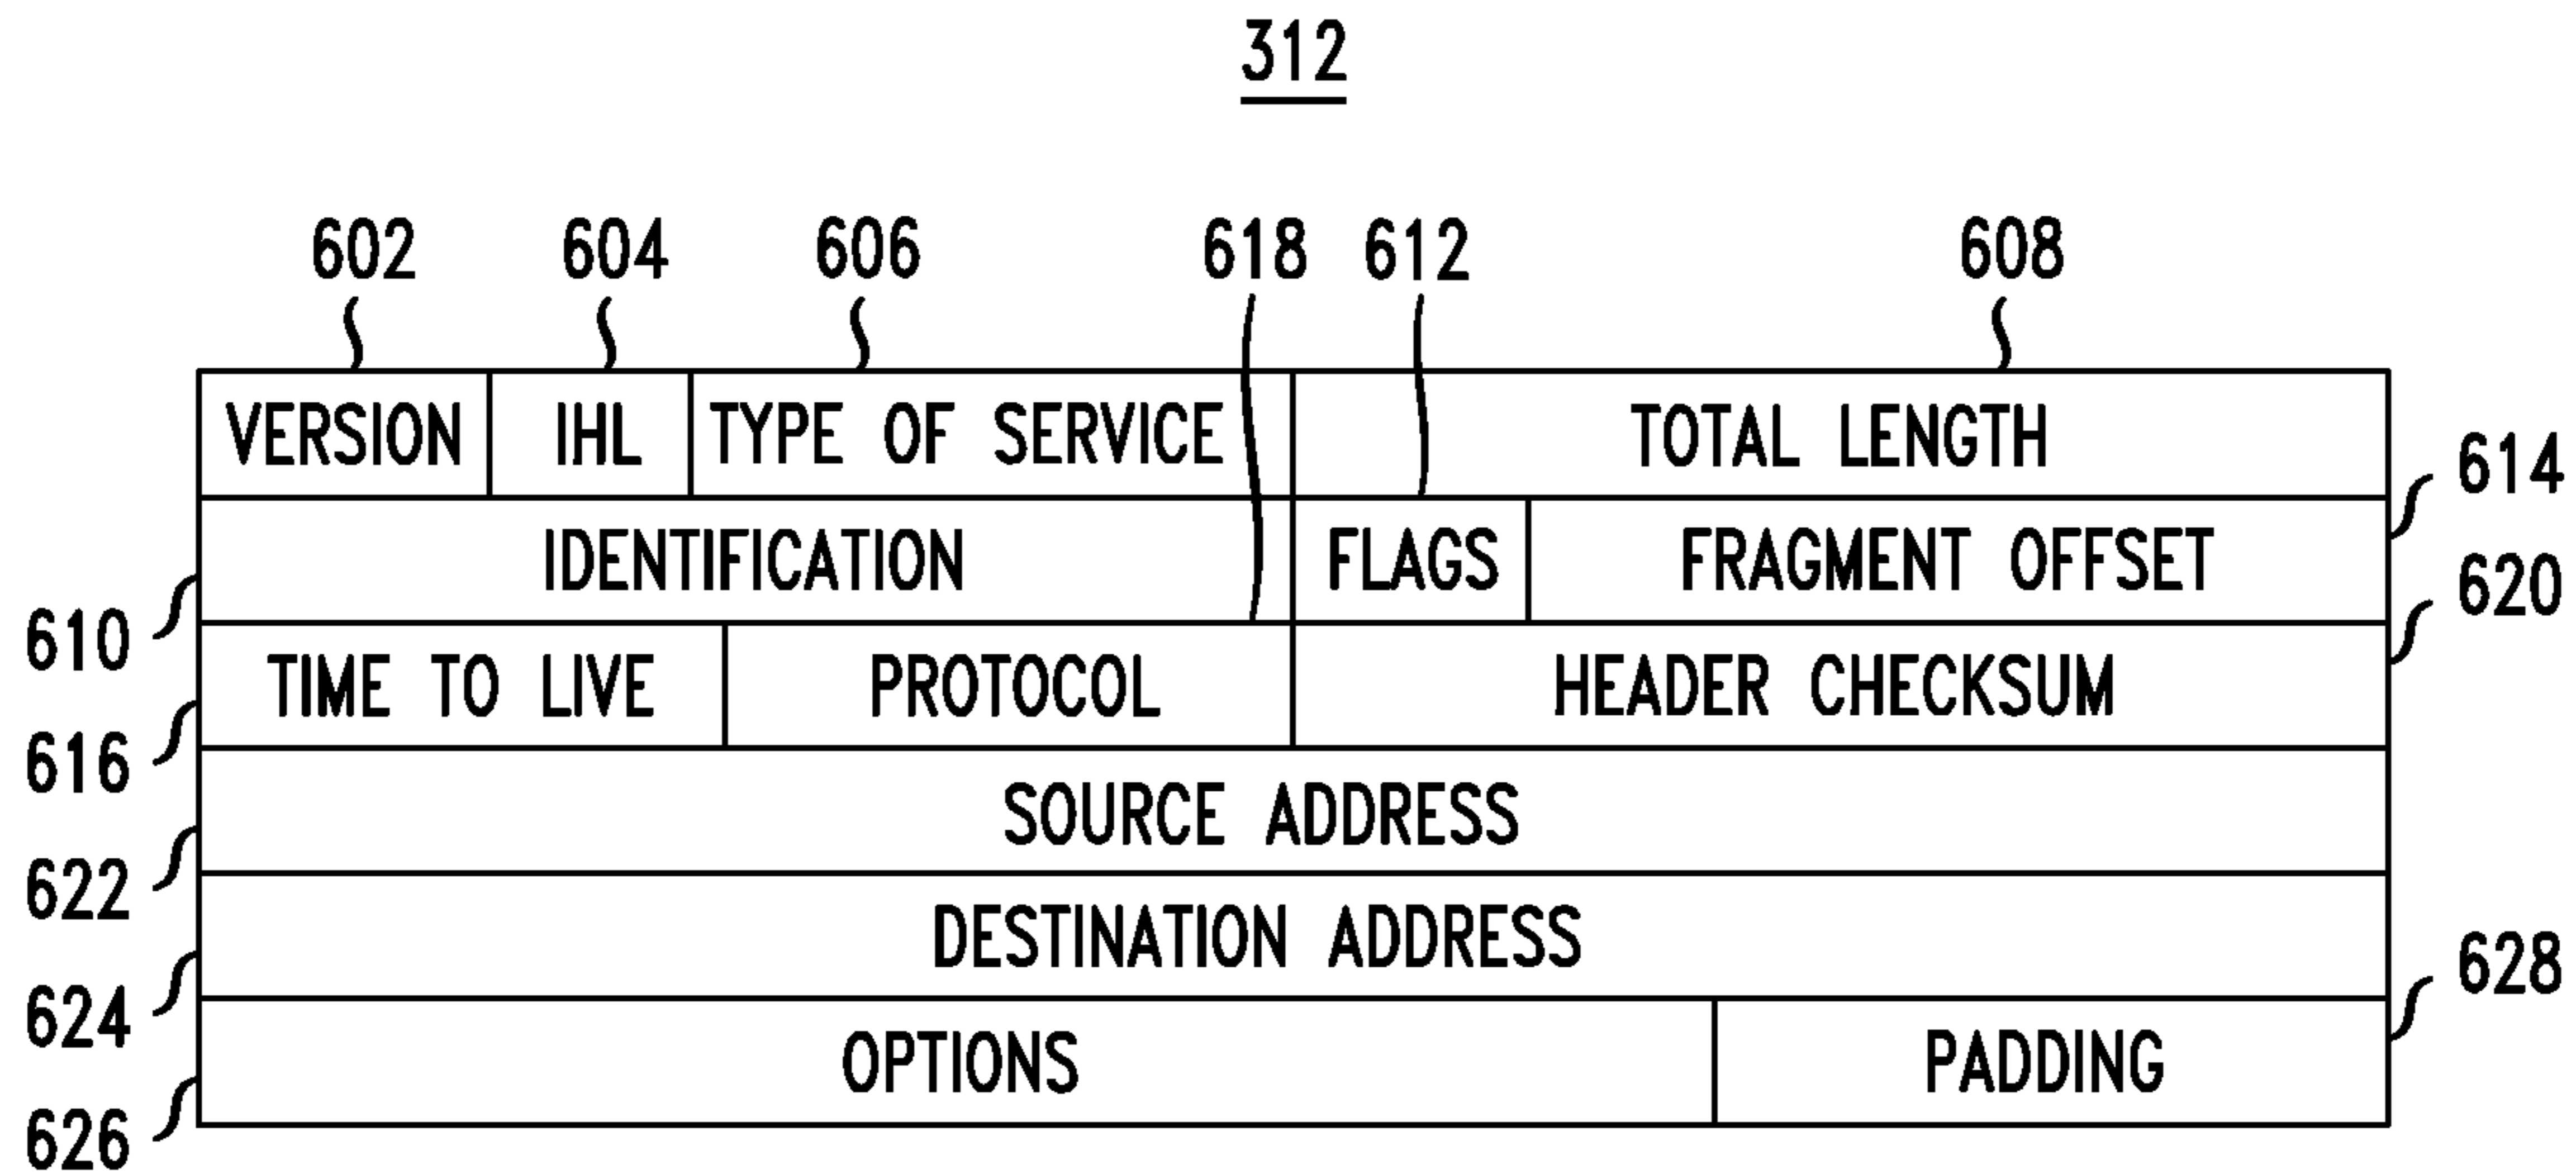 312
602 604 606 618 612 608
VERSION IHL TYPE OF SERVICE TOTAL LENGTH
614
IDENTIFICATION FLAGS FRAGMENT OFFSET
620
610
TIME TO LIVE PROTOCOL HEADER CHECKSUM
616
SOURCE ADDRESS
622
DESTINATION ADDRESS
628
624
OPTIONS PADDING
626